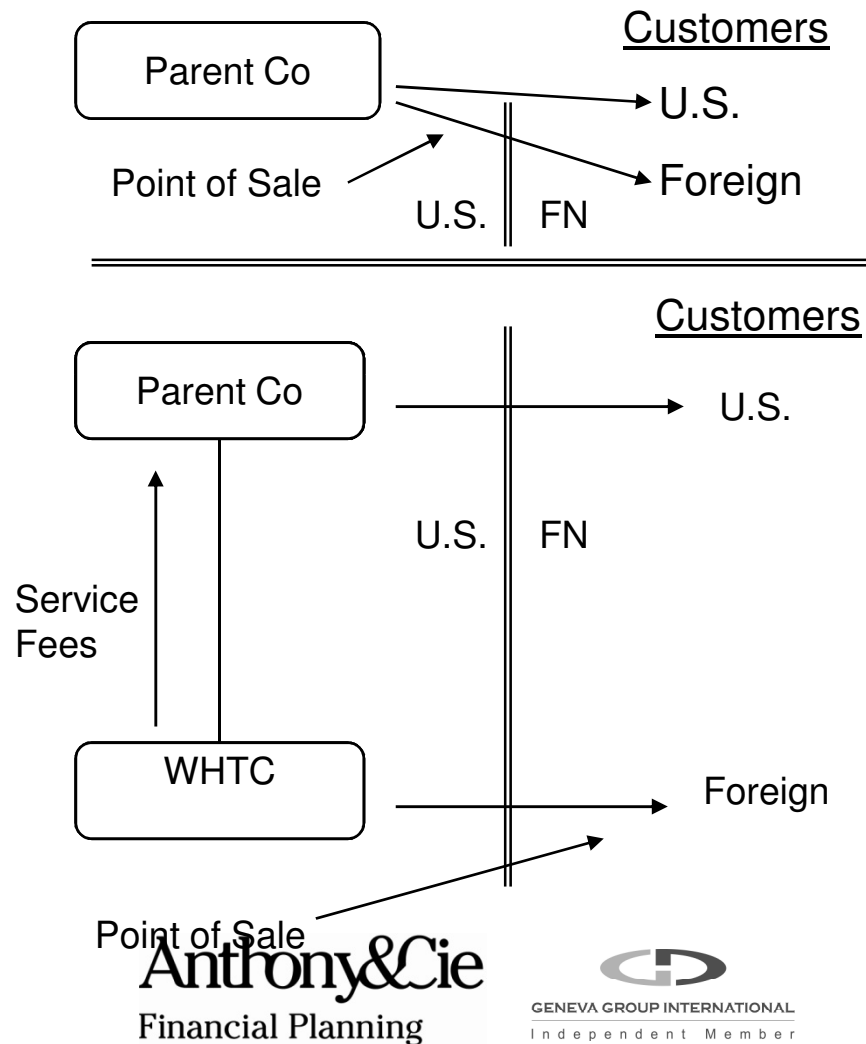 Customers
Parent Co
U.S.
Point of Sale
Foreign
U.S. FN
Customers
Parent Co
U.S.
U.S. FN
Service
Fees
WHTC
Foreign
Point of Sale
Anthony&Cie
Financial Planning
GENEVA GROUP INTERNATIONAL
Independent Member